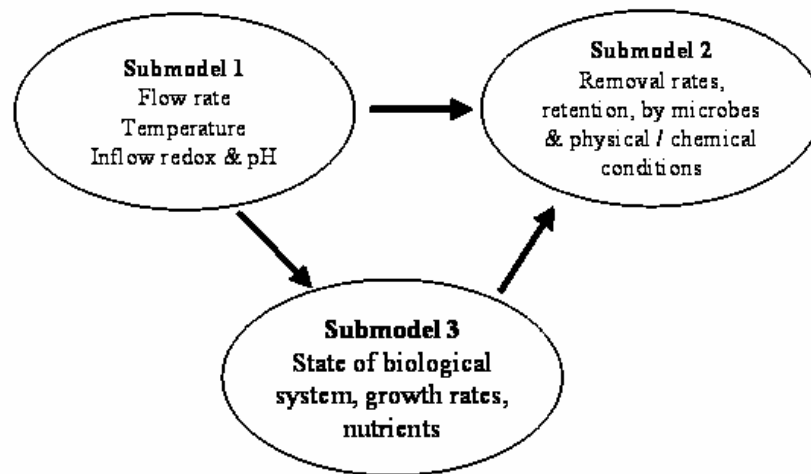 Submodel 1
Flow rate
Temperature
Inflow redox & pH
Submodel 2
Removal rates,
retention, by microbes
& physical / chemical
conditions
Submodel 3
State of biological
system, growth rates,
nutrients